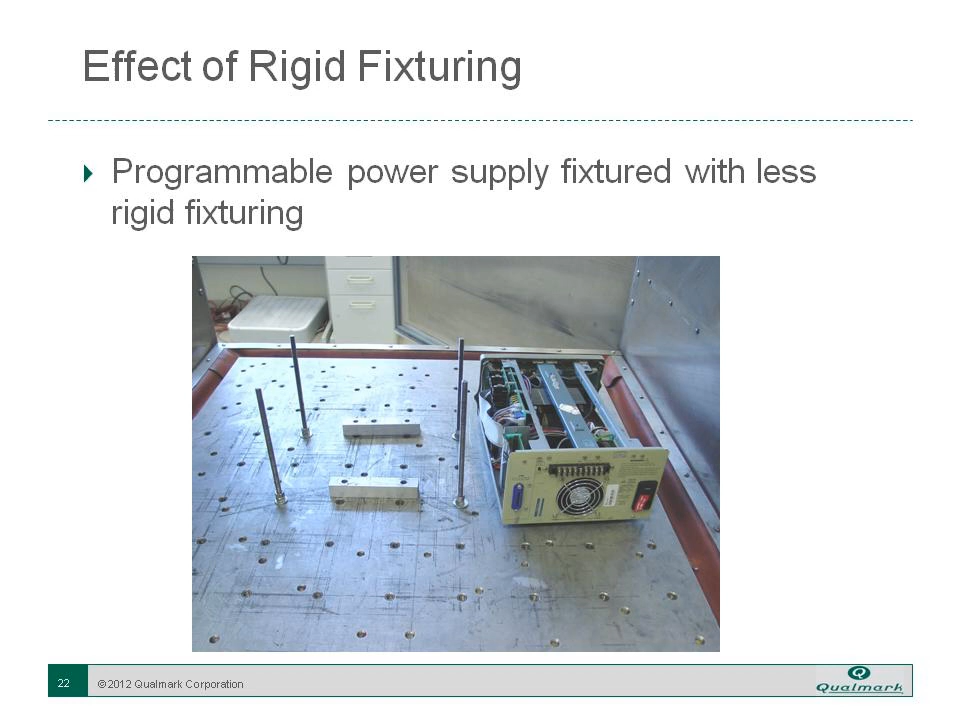 Effect of Rigid Fixturing
Programmable power supply fixtured with less
rigid fixturing
22
© 2012 Qualmark Corporation
Qualmark